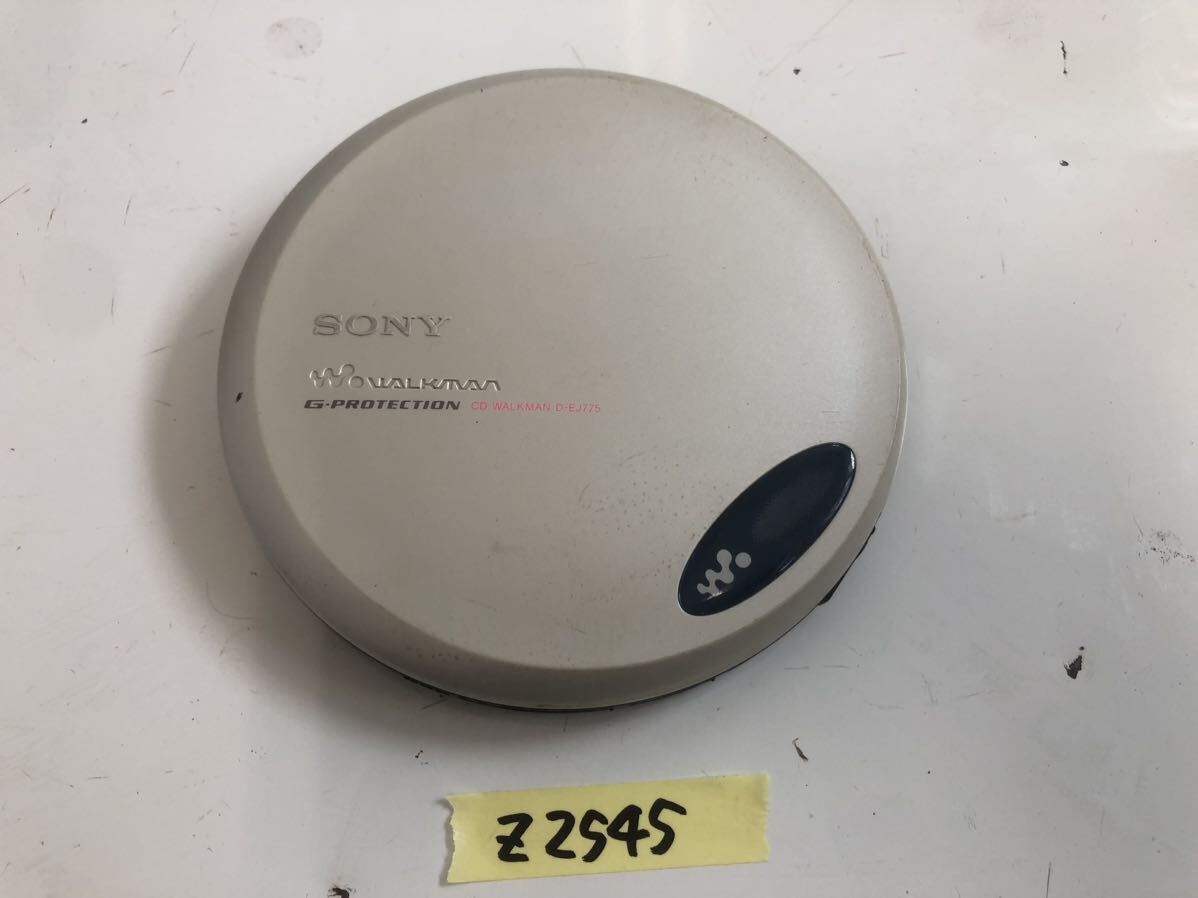 SONY
WALKMAN
G-PROTECTION CD WALKMAN D-EJ775
Z2545